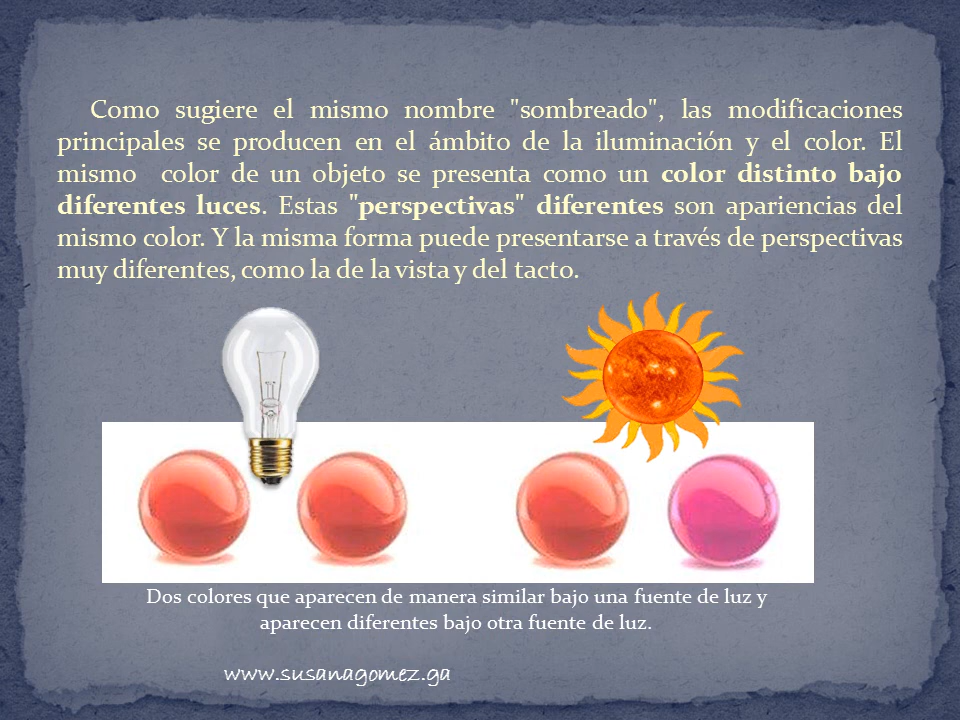 Como sugiere el mismo nombre "sombreado", las modificaciones
principales se producen en el ámbito de la iluminación y el color. El
mismo color de un objeto se presenta como un color distinto bajo
diferentes luces. Estas "perspectivas" diferentes son apariencias del
mismo color. Y la misma forma puede presentarse a través de perspectivas
muy diferentes, como la de la vista y del tacto.
Dos colores que aparecen de manera similar bajo una fuente de luz y
aparecen diferentes bajo otra fuente de luz.
www.susanagomez.ga